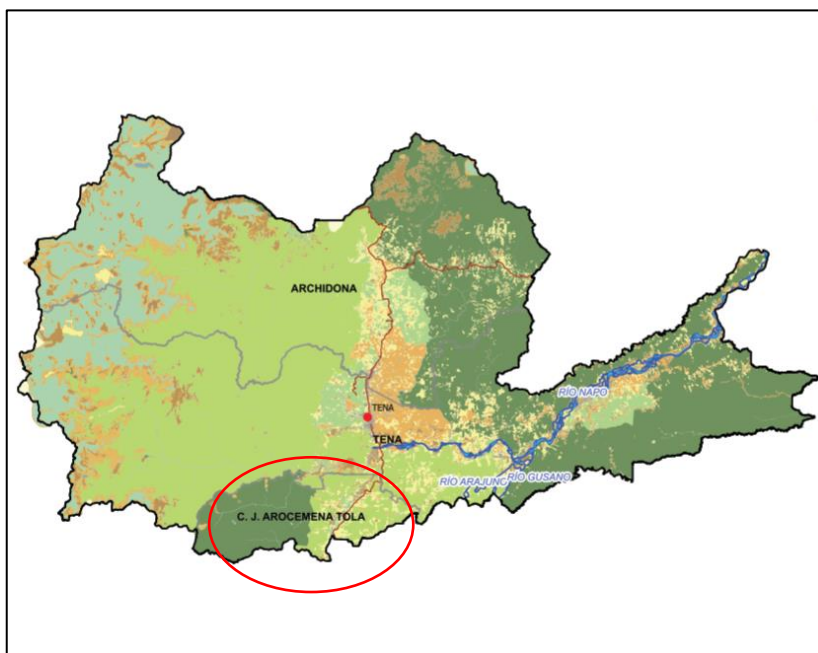 ARCHIDONA
RÍO NAPO
TENA
TENA
RÍO ARAJUNO
RÍO GUSANO
C. J. AROCEMENA TOLA